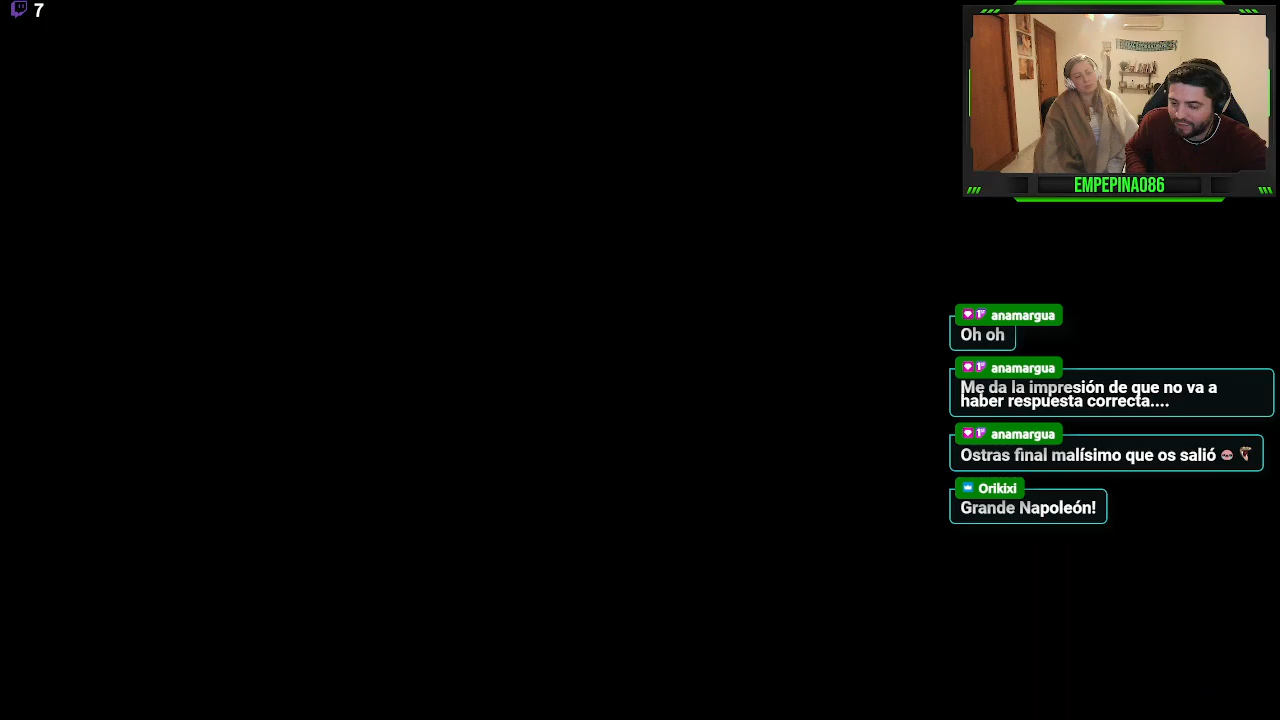 7
EMPEPINAO86
anamargua
Oh oh
anamargua
Me da la impresión de que no va a
haber respuesta correcta....
anamargua
Ostras final malísimo que os salió
Orikixi
Grande Napoleón!